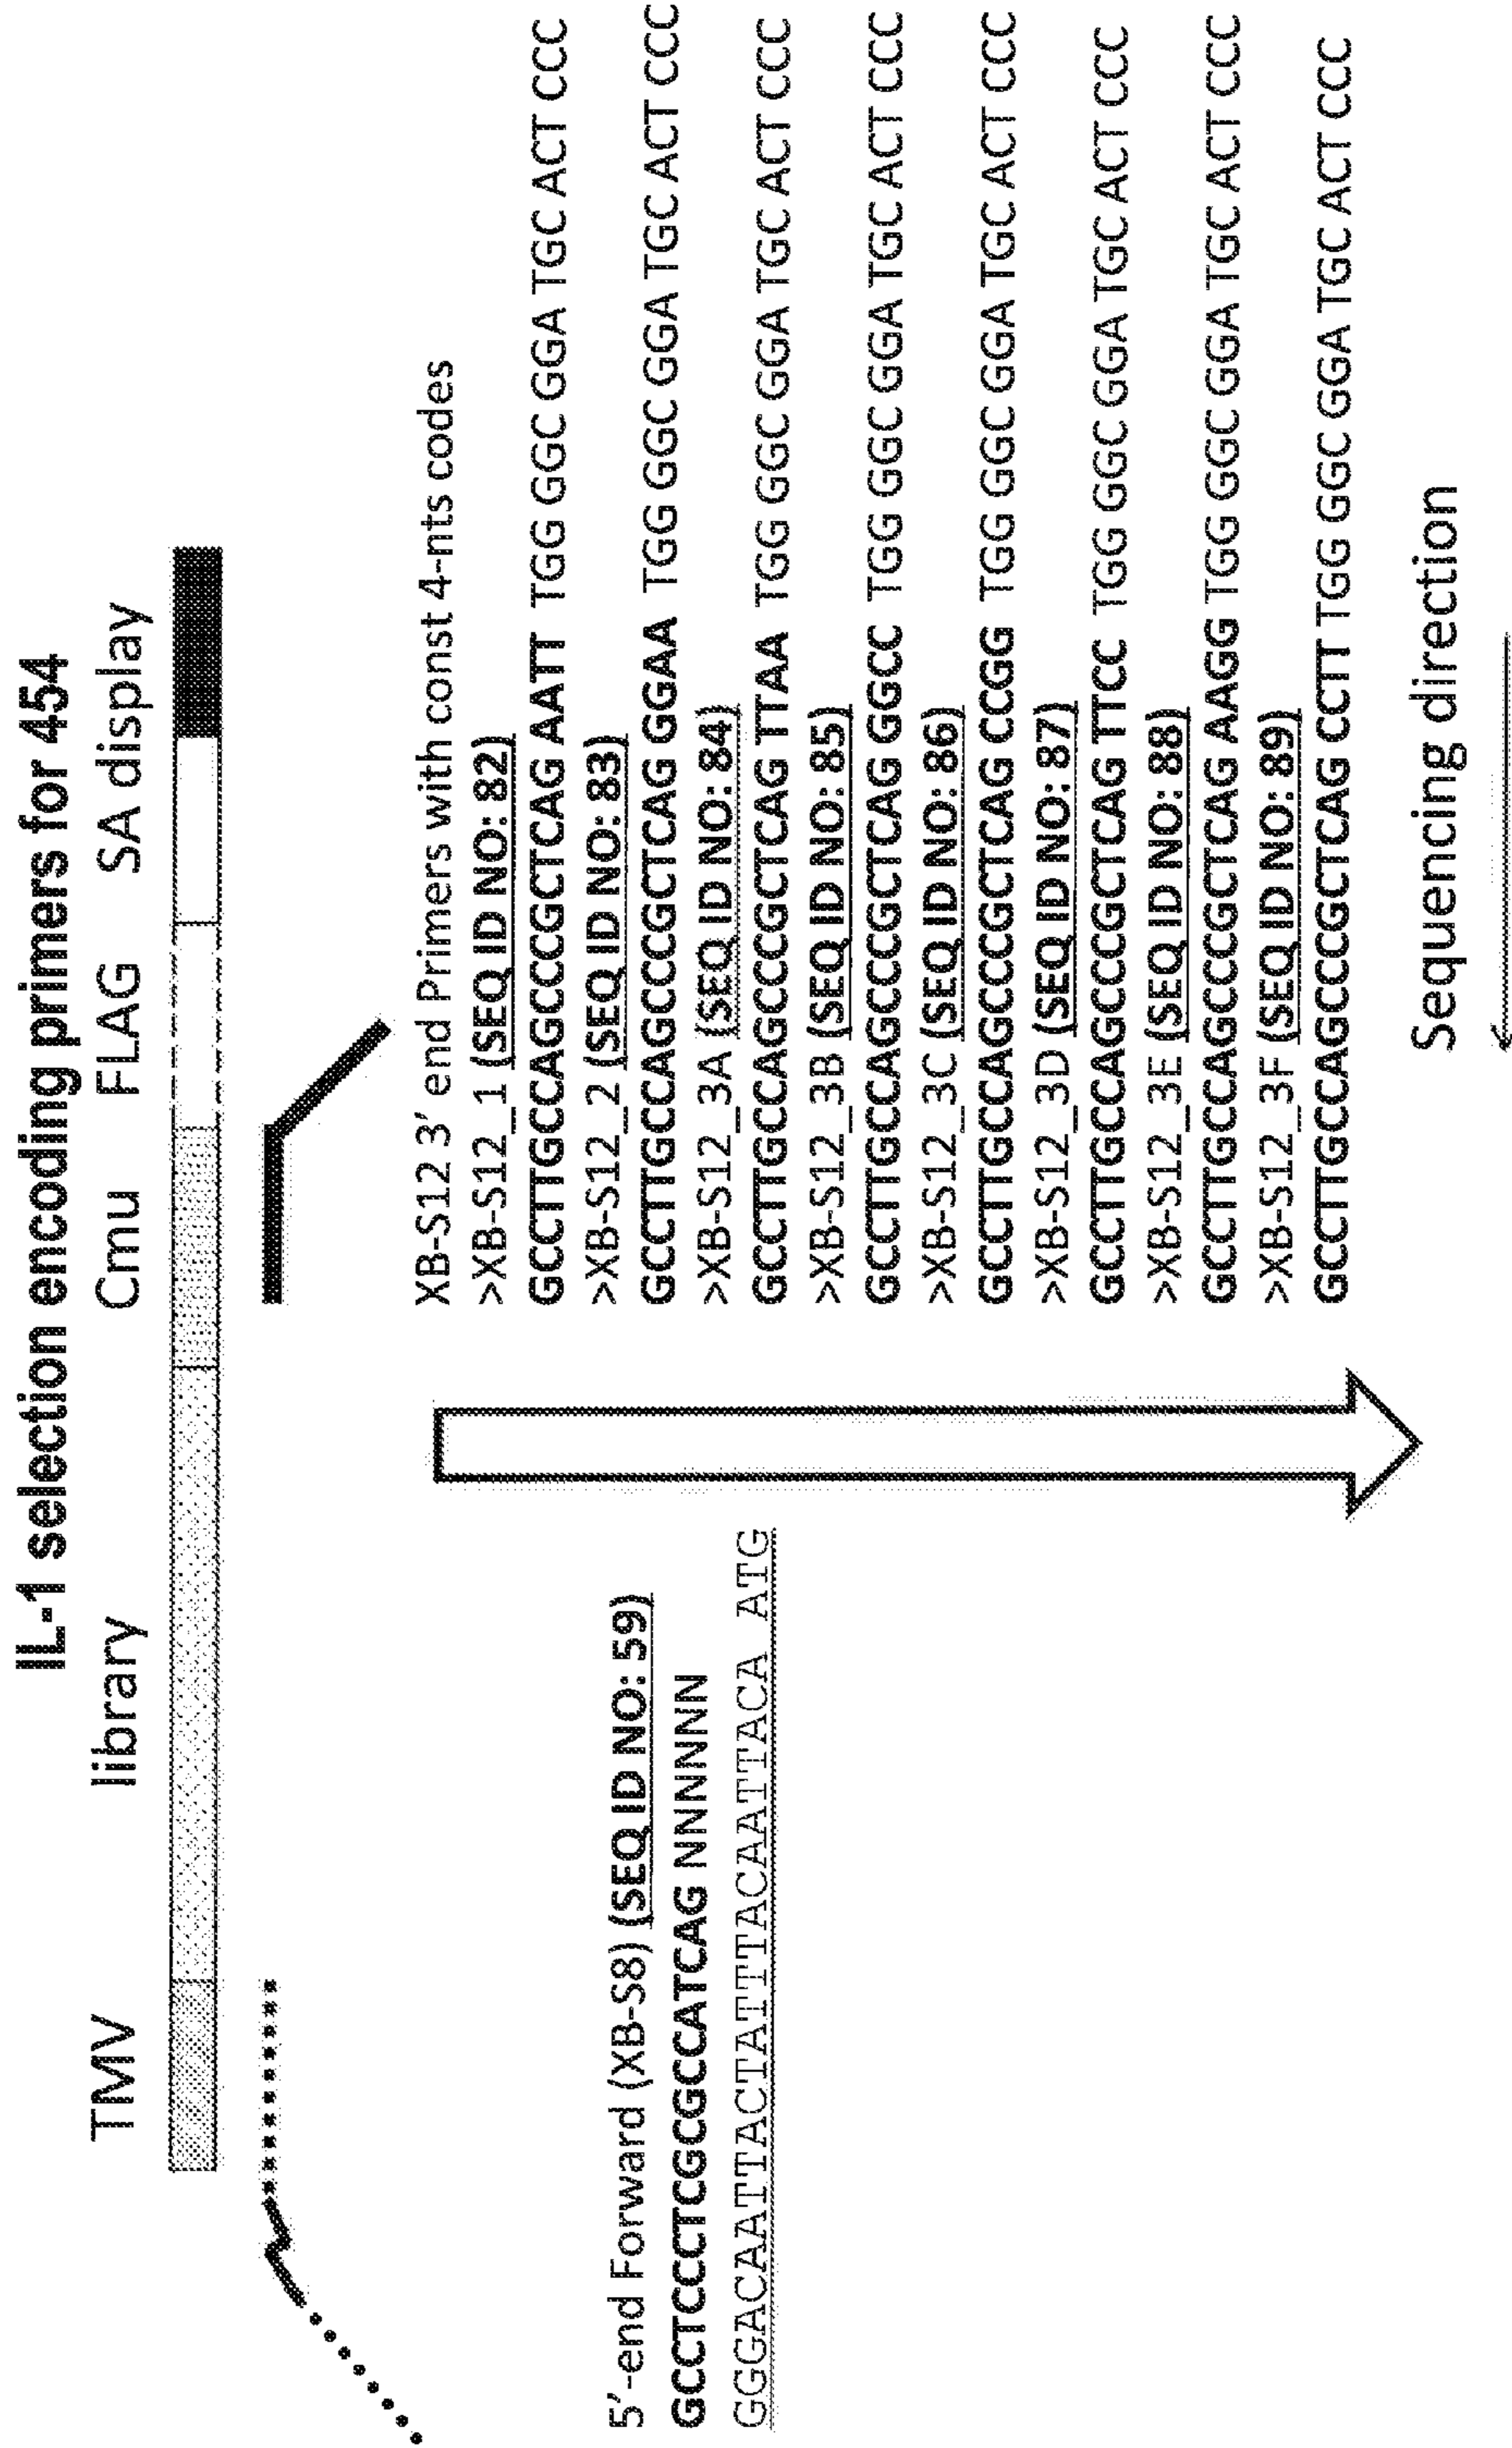 IL-1 selection encoding primers for 454
TMV library Cmu FLAG SA display
5'-end Forward (XB-S8) (SEQ ID NO: 59)
GCCTCCCTCGCGCCATCAG NNNNNN
GGGACAATTACTATTTACAATTACA ATG
XB-S12 3' end Primers with const 4-nts codes
>XB-S12_1 (SEQ ID NO: 82)
GCCTTGCCAGCCCGCTCAG AATT TGG GGC GGA TGC ACT CCC
>XB-S12_2 (SEQ ID NO: 83)
GCCTTGCCAGCCCGCTCAG GGAA TGG GGC GGA TGC ACT CCC
>XB-S12_3A (SEQ ID NO: 84)
GCCTTGCCAGCCCGCTCAG TTAA TGG GGC GGA TGC ACT CCC
>XB-S12_3B (SEQ ID NO: 85)
GCCTTGCCAGCCCGCTCAG GGCC TGG GGC GGA TGC ACT CCC
>XB-S12_3C (SEQ ID NO: 86)
GCCTTGCCAGCCCGCTCAG CCGG TGG GGC GGA TGC ACT CCC
>XB-S12_3D (SEQ ID NO: 87)
GCCTTGCCAGCCCGCTCAG TTCC TGG GGC GGA TGC ACT CCC
>XB-S12_3E (SEQ ID NO: 88)
GCCTTGCCAGCCCGCTCAG AAGG TGG GGC GGA TGC ACT CCC
>XB-S12_3F (SEQ ID NO: 89)
GCCTTGCCAGCCCGCTCAG CCTT TGG GGC GGA TGC ACT CCC
Sequencing direction